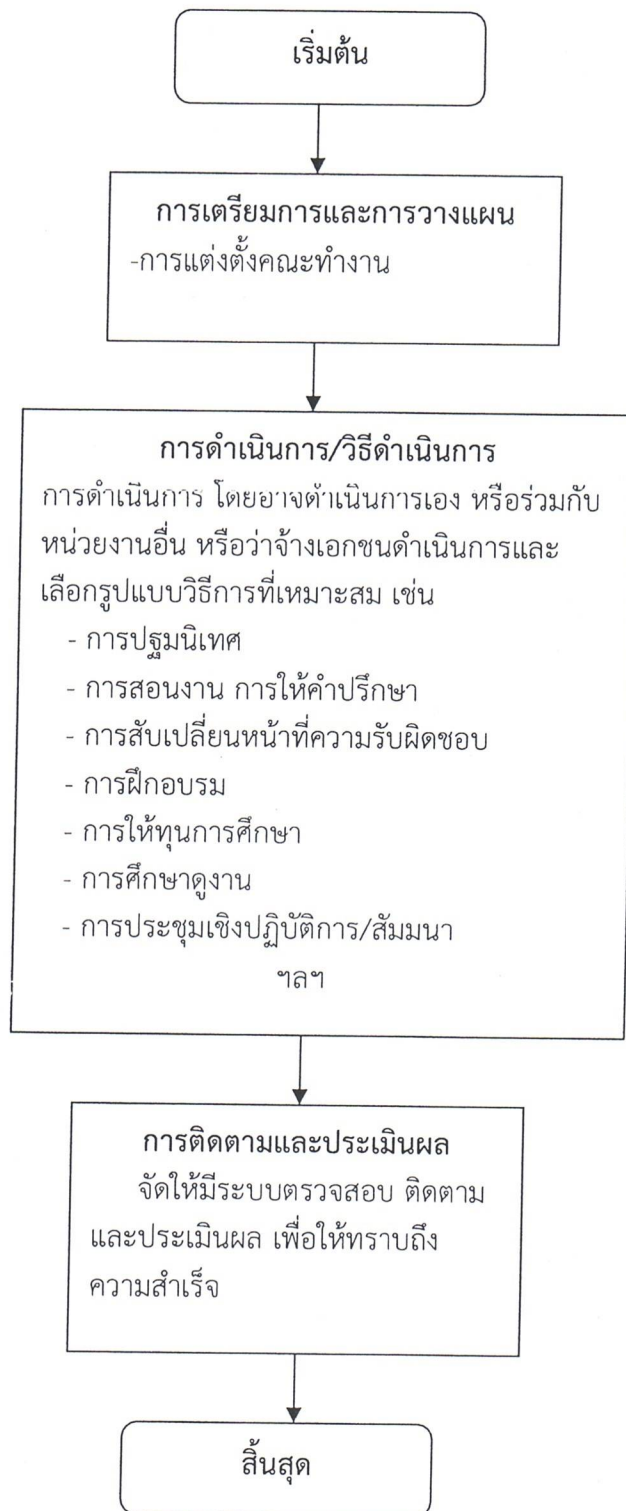 เริ่มต้น
การเตรียมการและการวางแผน
-การแต่งตั้งคณะทำงาน
การดำเนินการ/วิธีดำเนินการ
การดำเนินการ โดยอาจดำเนินการเอง หรือร่วมกับ
หน่วยงานอื่น หรือว่าจ้างเอกชนดำเนินการและ
เลือกรูปแบบวิธีการที่เหมาะสม เช่น
- การปฐมนิเทศ
- การสอนงาน การให้คำปรึกษา
- การสับเปลี่ยนหน้าที่ความรับผิดชอบ
- การฝึกอบรม
- การให้ทุนการศึกษา
- การศึกษาดูงาน
- การประชุมเชิงปฏิบัติการ/สัมมนา
ฯลฯ
การติดตามและประเมินผล
จัดให้มีระบบตรวจสอบ ติดตาม
และประเมินผล เพื่อให้ทราบถึง
ความสำเร็จ
สิ้นสุด